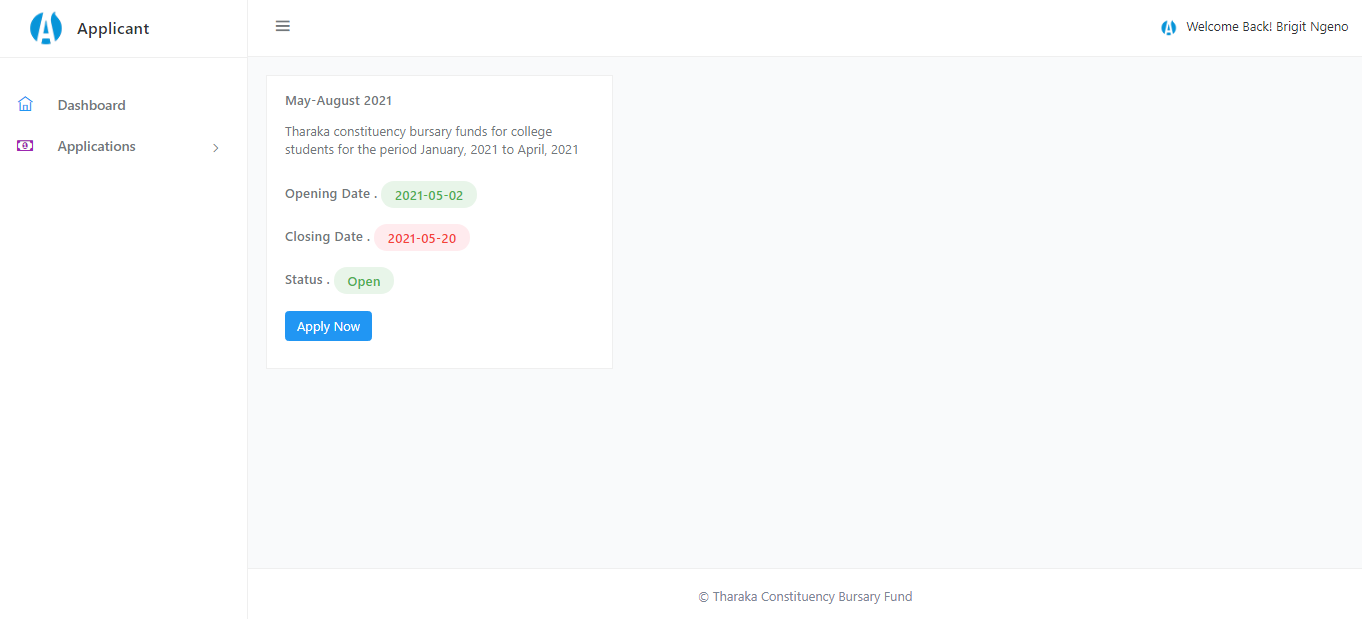 Applicant
Welcome Back! Brigit Ngeno
Dashboard
Applications
May-August 2021
Tharaka constituency bursary funds for college
students for the period January, 2021 to April, 2021
Opening Date . 2021-05-02
Closing Date . 2021-05-20
Status . Open
Apply Now
© Tharaka Constituency Bursary Fund